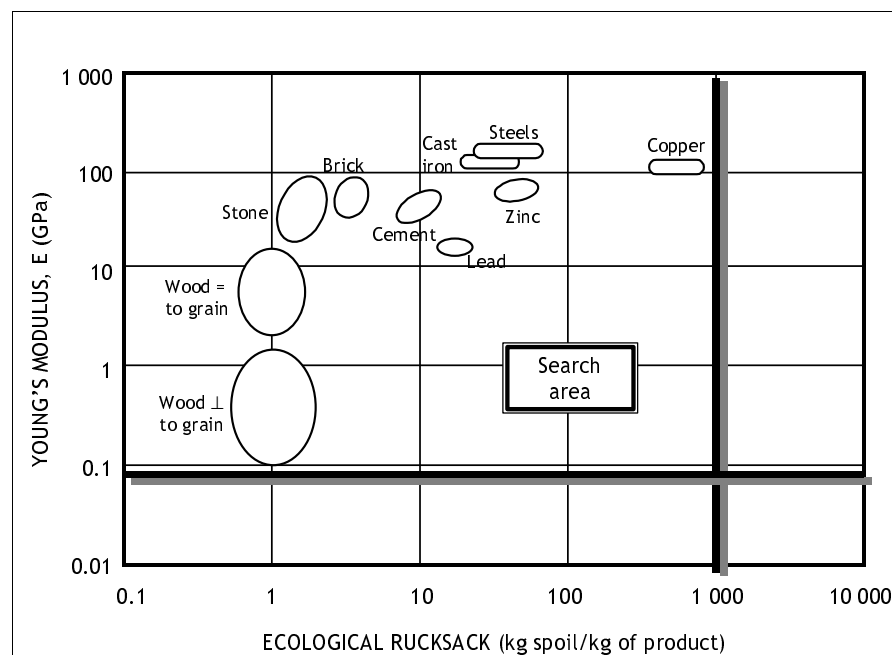 1 000
100
10
1
0.1
0.01
YOUNG'S MODULUS, E (GPa)
Steels
Cast
iron
Copper
Brick
Stone
Zinc
Cement
Lead
Wood =
to grain
Search
area
Wood ⊥
to grain
0.1
1
10
100
1 000
10 000
ECOLOGICAL RUCKSACK (kg spoil/kg of product)